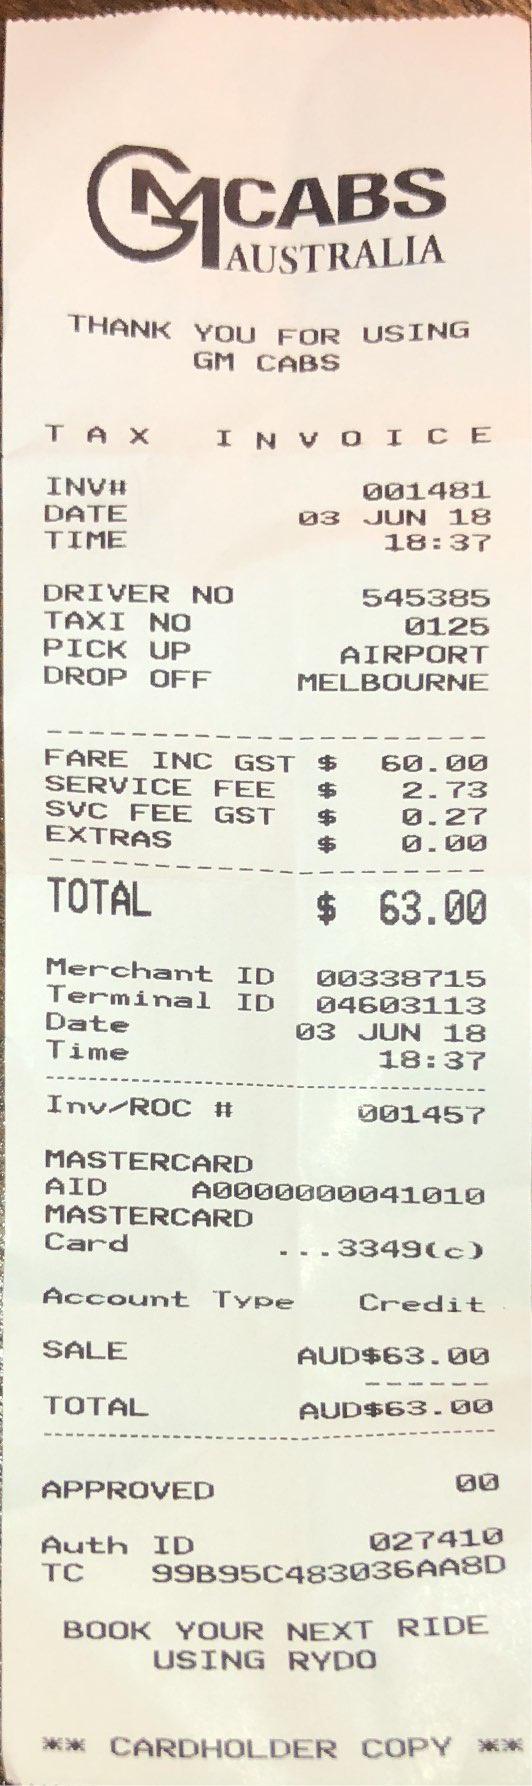 GM CABS
AUSTRALIA
THANK YOU FOR USING
GM CABS
TAX INVOICE
INV# 001481
DATE 03 JUN 18
TIME 18:37
DRIVER NO 545385
TAXI NO 0125
PICK UP AIRPORT
DROP OFF MELBOURNE
--------------------
FARE INC GST $ 60.00
SERVICE FEE $ 2.73
SVC FEE GST $ 0.27
EXTRAS $ 0.00
--------------------
TOTAL $ 63.00
Merchant ID 00338715
Terminal ID 04603113
Date 03 JUN 18
Time 18:37
--------------------
Inv/ROC # 001457
MASTERCARD
AID A0000000041010
MASTERCARD
Card ...3349(c)
Account Type Credit
SALE AUD$63.00
------
TOTAL AUD$63.00
--------------------
APPROVED 00
Auth ID 027410
TC 99B95C483036AA8D
BOOK YOUR NEXT RIDE
USING RYDO
** CARDHOLDER COPY **